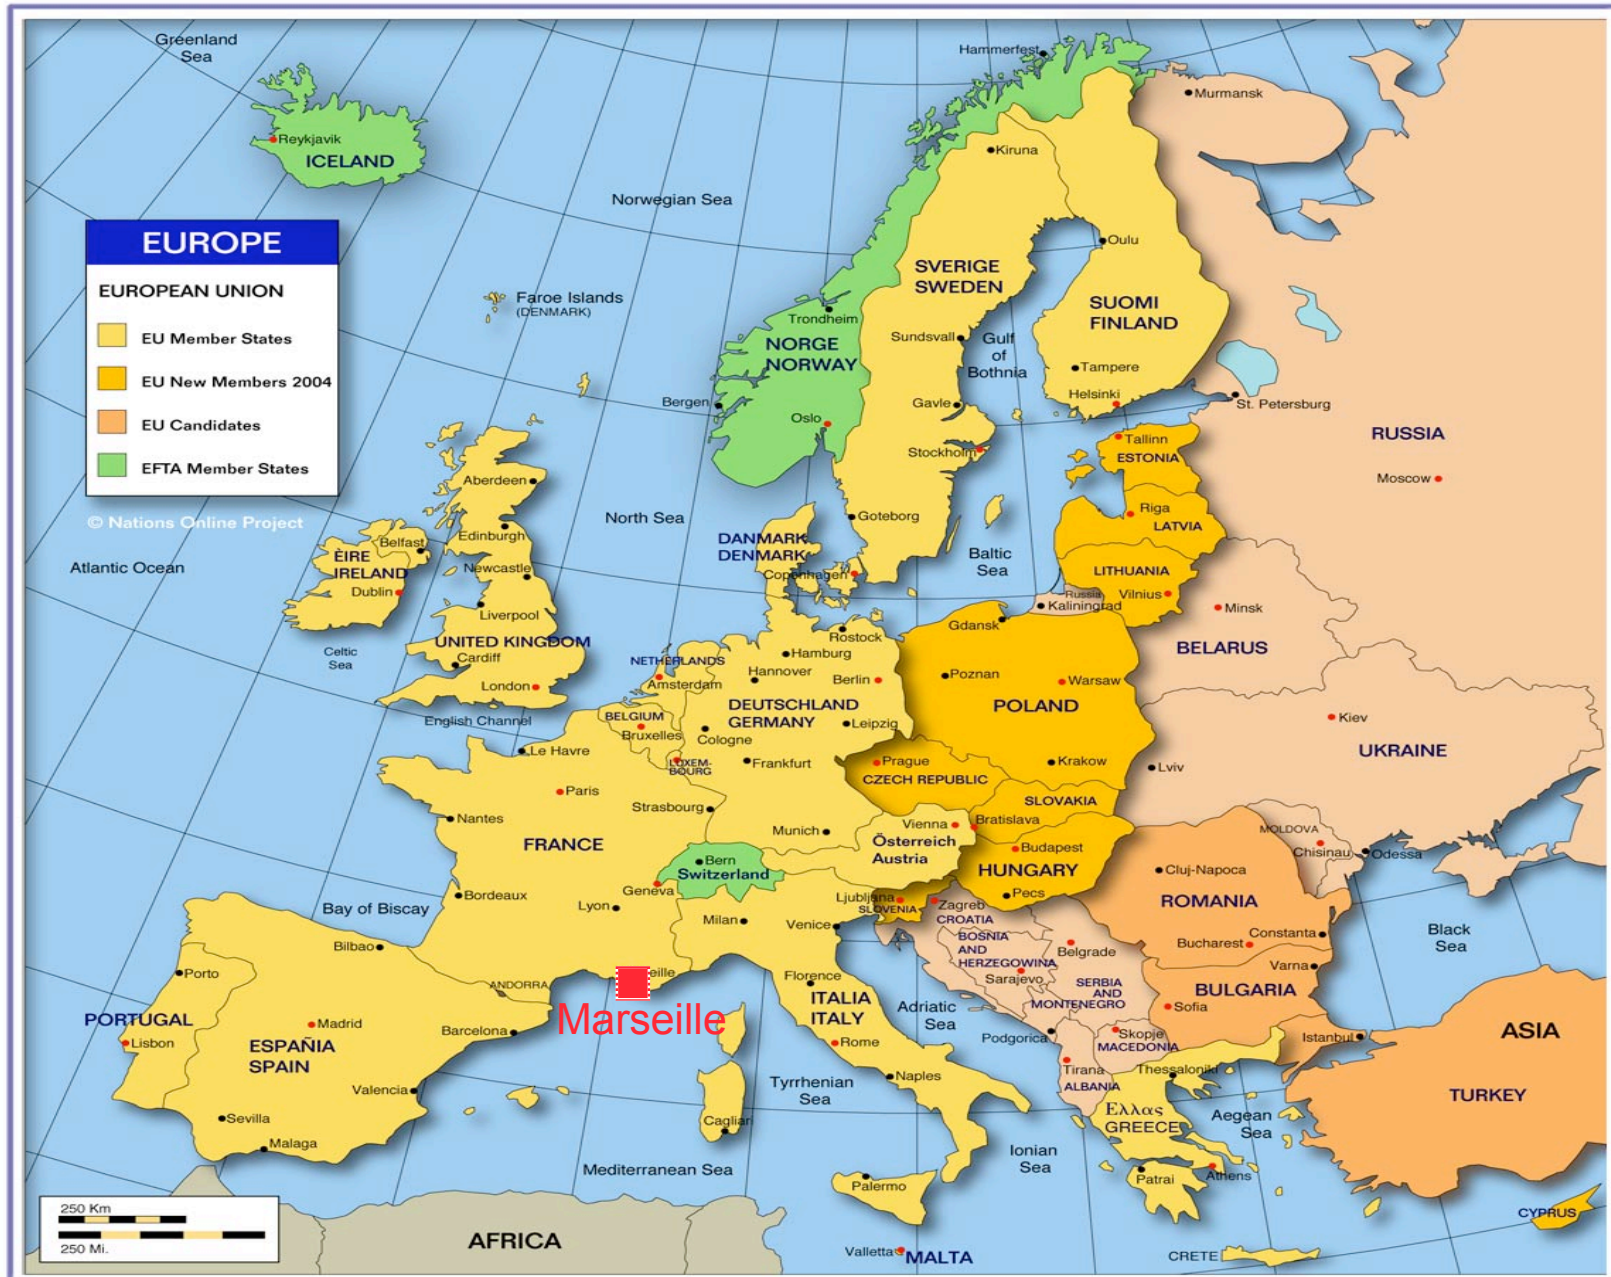 Greenland
Sea
Hammerfest
Murmansk
Reykjavik
ICELAND
Kiruna
Norwegian Sea
EUROPE
EUROPEAN UNION
EU Member States
EU New Members 2004
EU Candidates
EFTA Member States
© Nations Online Project
Faroe Islands
(DENMARK)
Oulu
SVERIGE
SWEDEN
SUOMI
FINLAND
Trondheim
NORGE
NORWAY
Sundsvall
Gulf
of
Bothnia
Tampere
Helsinki
Bergen
Gavle
St. Petersburg
Oslo
Stockholm
Tallinn
ESTONIA
RUSSIA
Moscow
Aberdeen
North Sea
Goteborg
Riga
LATVIA
Edinburgh
Belfast
DANMARK
DENMARK
Baltic
Sea
Atlantic Ocean
ÈIRE
IRELAND
Newcastle
Copenhagen
LITHUANIA
Dublin
Russia
Vilnius
Kaliningrad
Minsk
Liverpool
Gdansk
Rostock
UNITED KINGDOM
BELARUS
Celtic
Sea
Cardiff
NETHERLANDS
Hamburg
Hannover
London
Amsterdam
Berlin
Poznan
Warsaw
DEUTSCHLAND
GERMANY
POLAND
English Channel
BELGIUM
Bruxelles
Leipzig
Kiev
Cologne
UKRAINE
Le Havre
LUXEM-
BOURG
Frankfurt
Prague
CZECH REPUBLIC
Krakow
Lviv
Paris
Strasbourg
SLOVAKIA
Nantes
Munich
Vienna
Bratislava
MOLDOVA
FRANCE
Österreich
Austria
Budapest
Chisinau
Odessa
Bern
Switzerland
HUNGARY
Cluj-Napoca
Geneva
Bordeaux
Lyon
Ljubljana
SLOVENIA
Pecs
Zagreb
CROATIA
ROMANIA
Bay of Biscay
Milan
Venice
BOSNIA
AND
HERZEGOWINA
Belgrade
Bucharest
Constanta
Black
Sea
Bilbao
Porto
eille
Marseille
Florence
Sarajevo
Varna
ANDORRA
ITALIA
ITALY
Adriatic
Sea
SERBIA
AND
MONTENEGRO
BULGARIA
Sofia
PORTUGAL
Lisbon
Madrid
Barcelona
ESPAÑIA
SPAIN
Rome
Podgorica
Skopje
MACEDONIA
Istanbul
ASIA
Valencia
Tyrrhenian
Sea
Naples
Tirana
ALBANIA
Thessaloniki
TURKEY
Sevilla
Malaga
Cagliari
Ελλας
GREECE
Aegean
Sea
Mediterranean Sea
Ionian
Sea
Palermo
Patrai
Athens
250 Km
250 Mi.
AFRICA
Valletta
MALTA
CRETE
CYPRUS